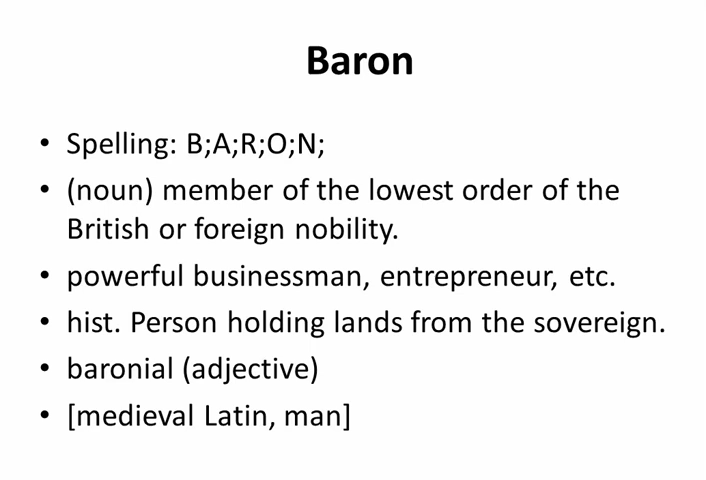 Baron
• Spelling: B;A;R;O;N;
• (noun) member of the lowest order of the
British or foreign nobility.
• powerful businessman, entrepreneur, etc.
• hist. Person holding lands from the sovereign.
• baronial (adjective)
• [medieval Latin, man]